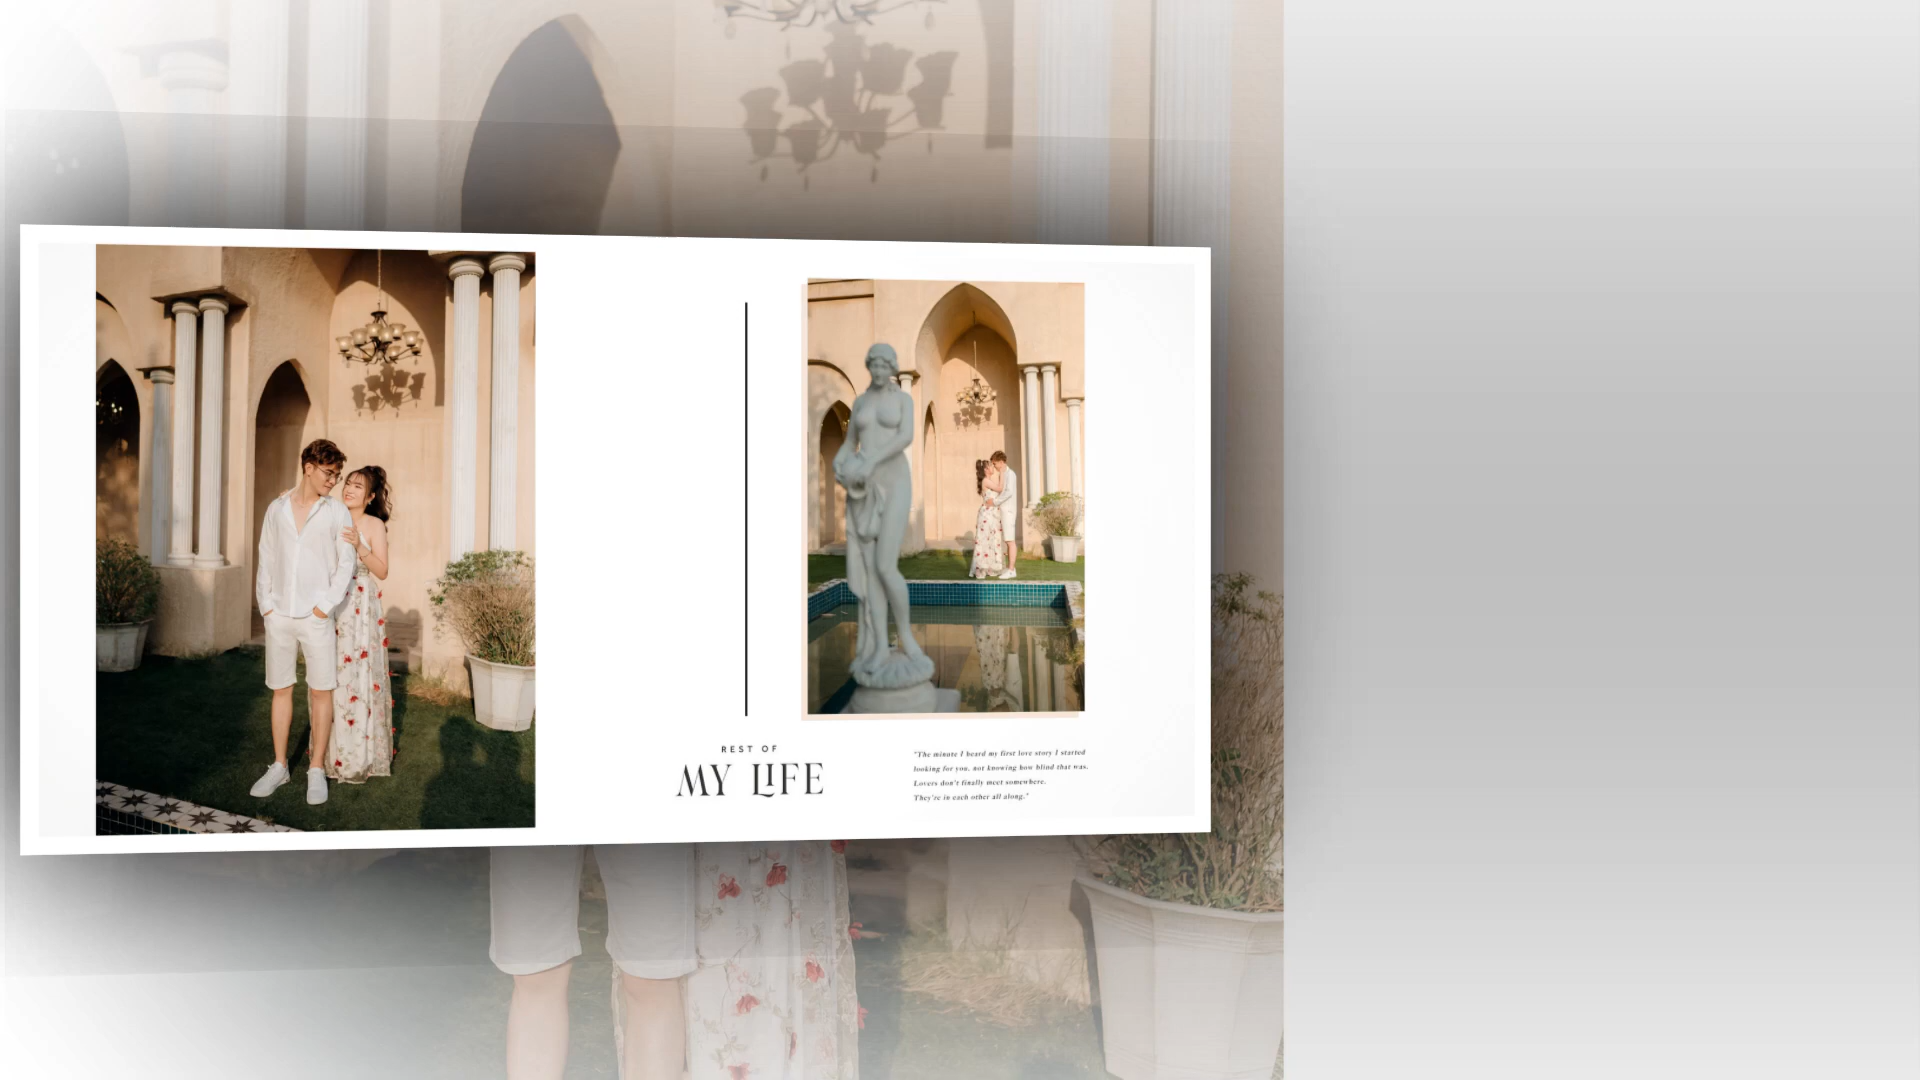 REST OF
MY LIFE
"The minute I heard my first love story I started
looking for you, not knowing how blind that was.
Lovers don't finally meet somewhere.
They're in each other all along."